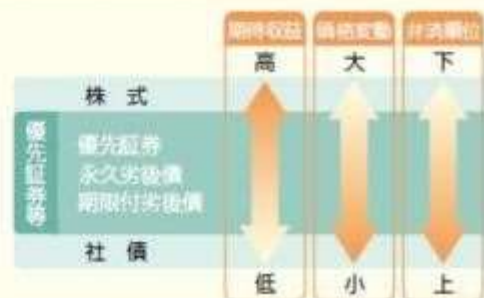 期待収益 価格変動 弁済順位
高 大 下
株 式
優先証券等
優先証券
永久劣後債
期限付劣後債
社 債
低 小 上